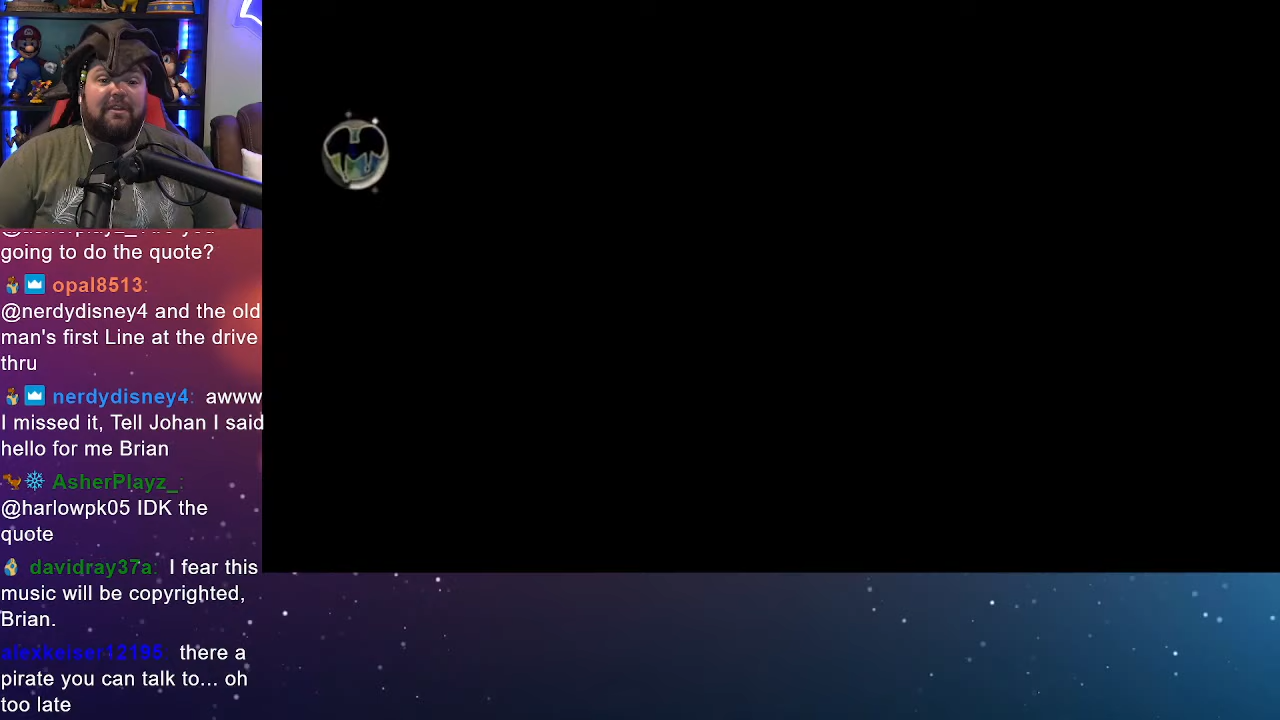 going to do the quote?
opal8513:
@nerdydisney4 and the old
man's first Line at the drive
thru
nerdydisney4: awww
I missed it, Tell Johan I said
hello for me Brian
AsherPlayz_:
@harlowpk05 IDK the
quote
davidray37a: I fear this
music will be copyrighted,
Brian.
alexkeiser12195: there a
pirate you can talk to... oh
too late